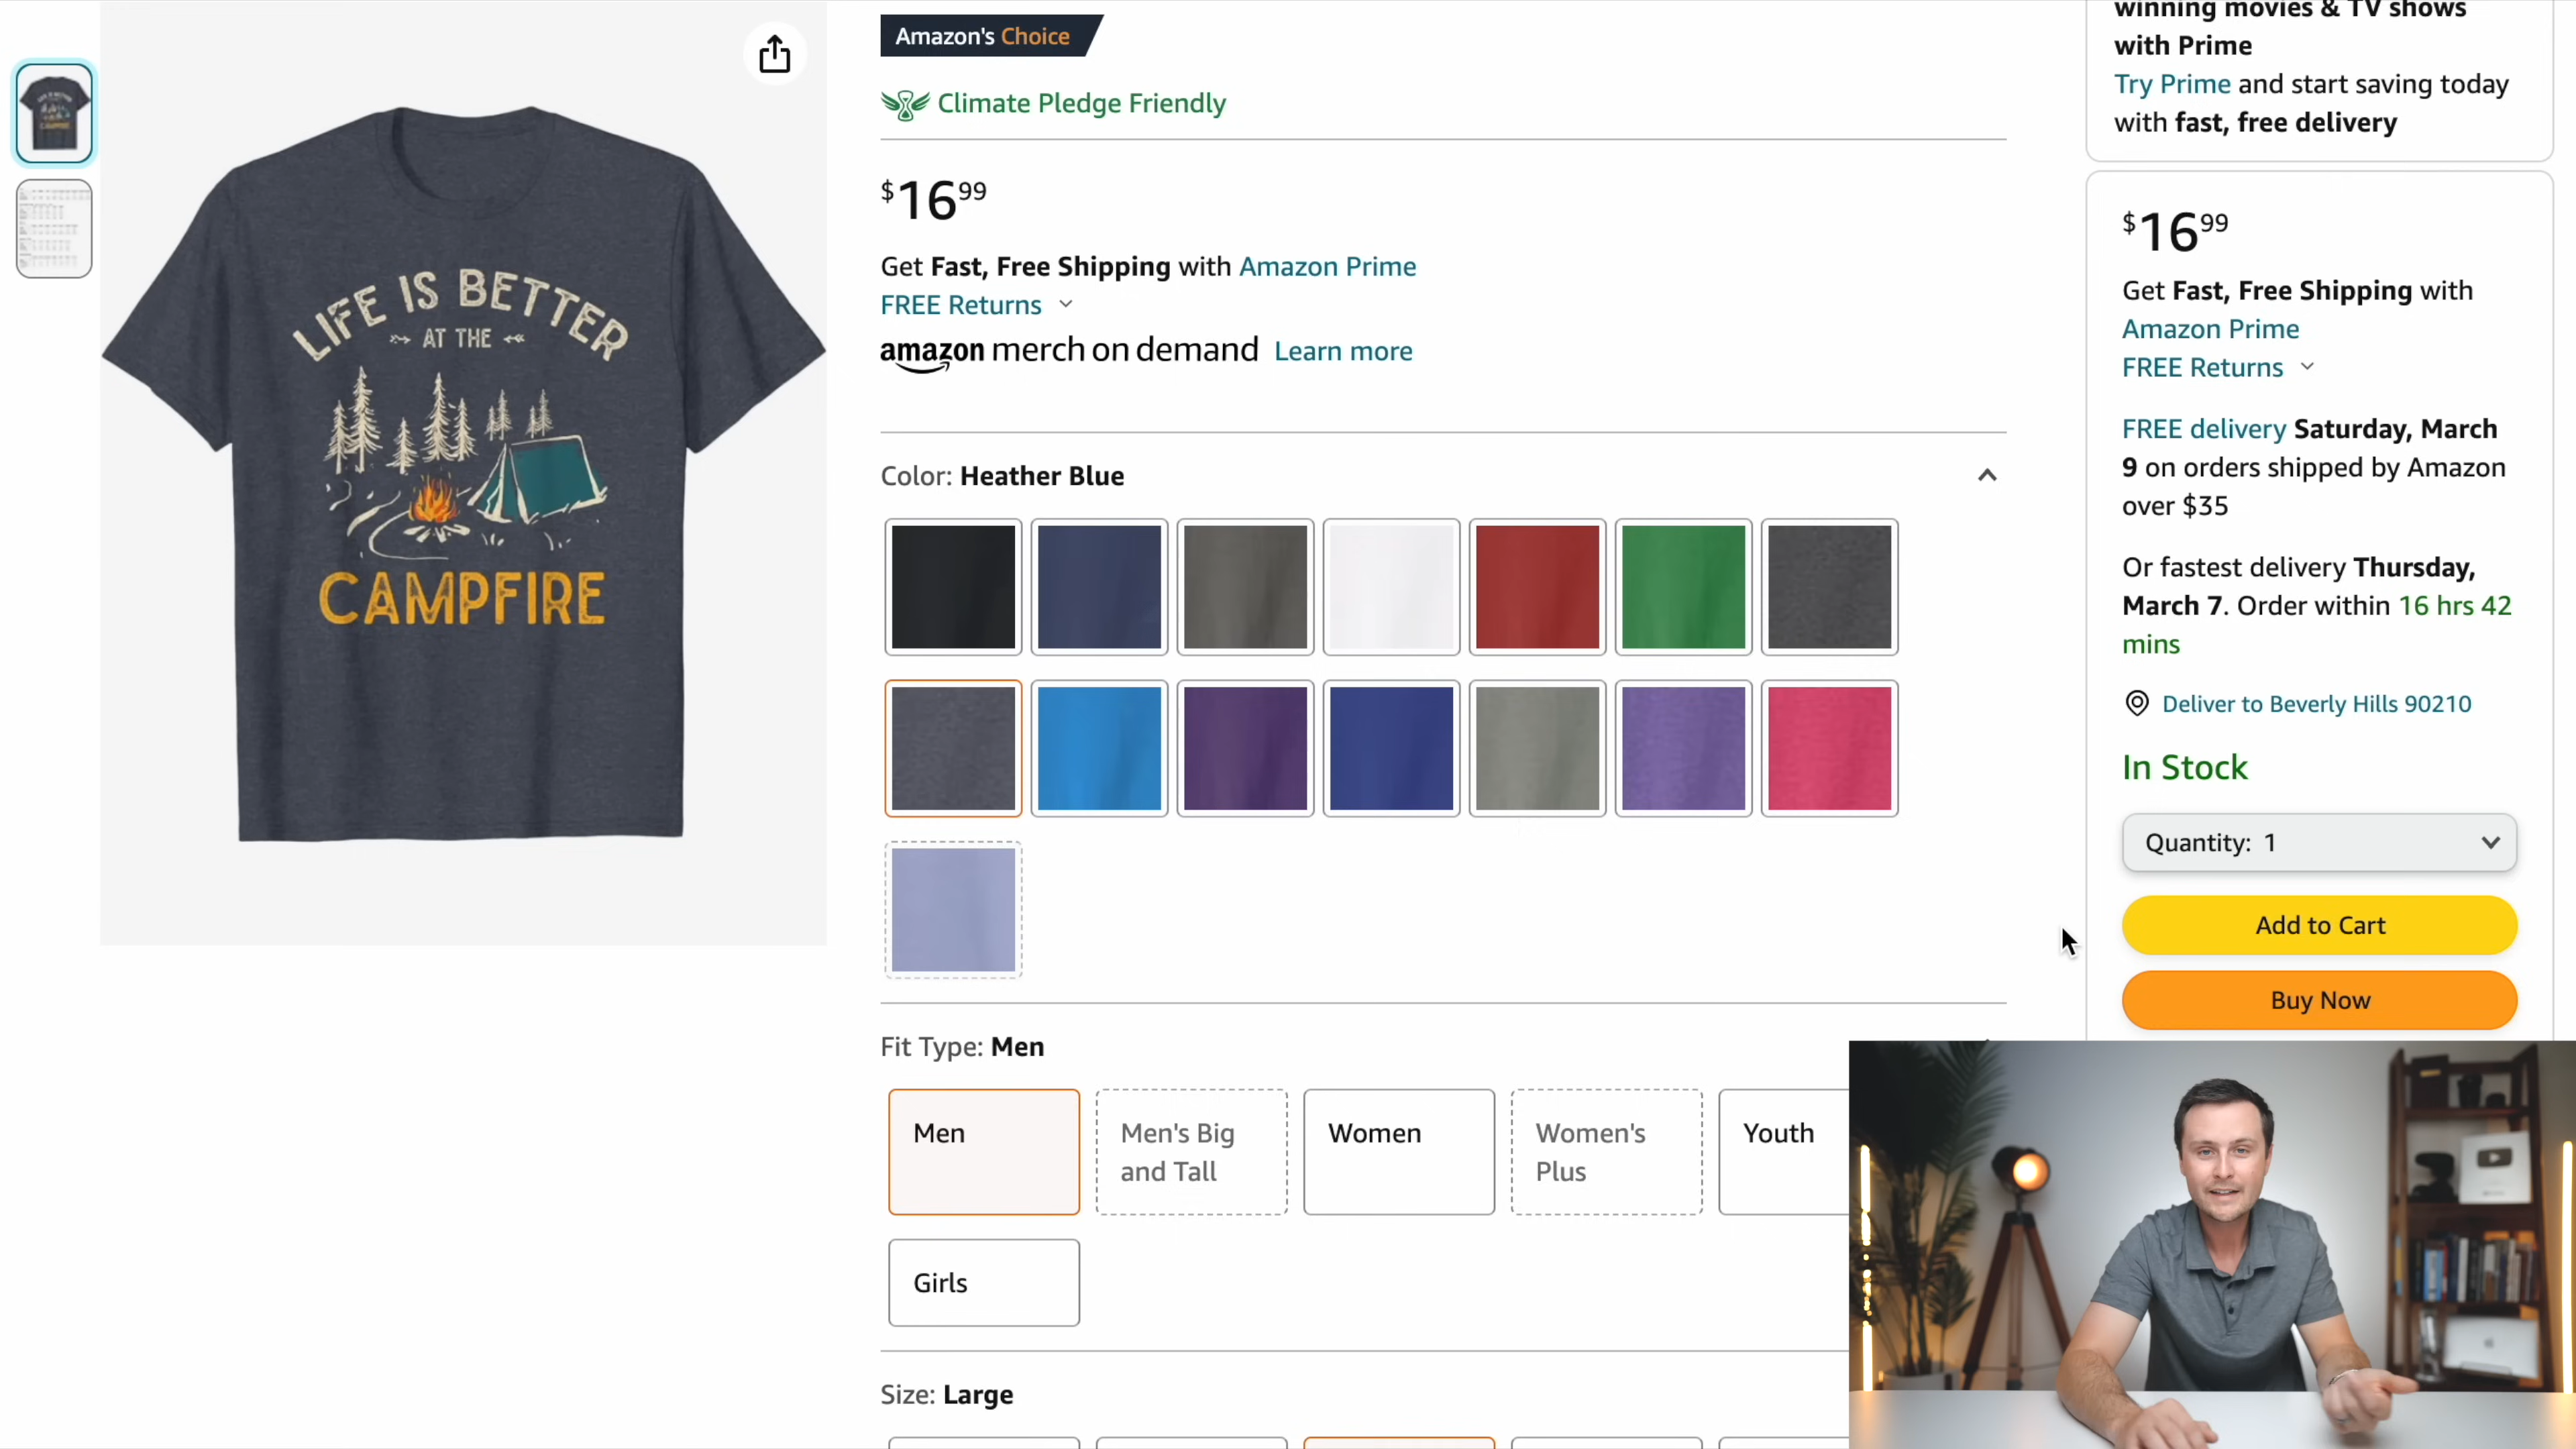 LIFE IS BETTER
AT THE
CAMPFIRE
Amazon's Choice
Climate Pledge Friendly
$16 99
Get Fast, Free Shipping with Amazon Prime
FREE Returns
amazon merch on demand Learn more
Color: Heather Blue
Fit Type: Men
Men
Men's Big
and Tall
Women
Women's
Plus
Youth
Girls
Size: Large
winning movies & TV shows
with Prime
Try Prime and start saving today
with fast, free delivery
$16 99
Get Fast, Free Shipping with
Amazon Prime
FREE Returns
FREE delivery Saturday, March
9 on orders shipped by Amazon
over $35
Or fastest delivery Thursday,
March 7. Order within 16 hrs 42
mins
Deliver to Beverly Hills 90210
In Stock
Quantity: 1
Add to Cart
Buy Now